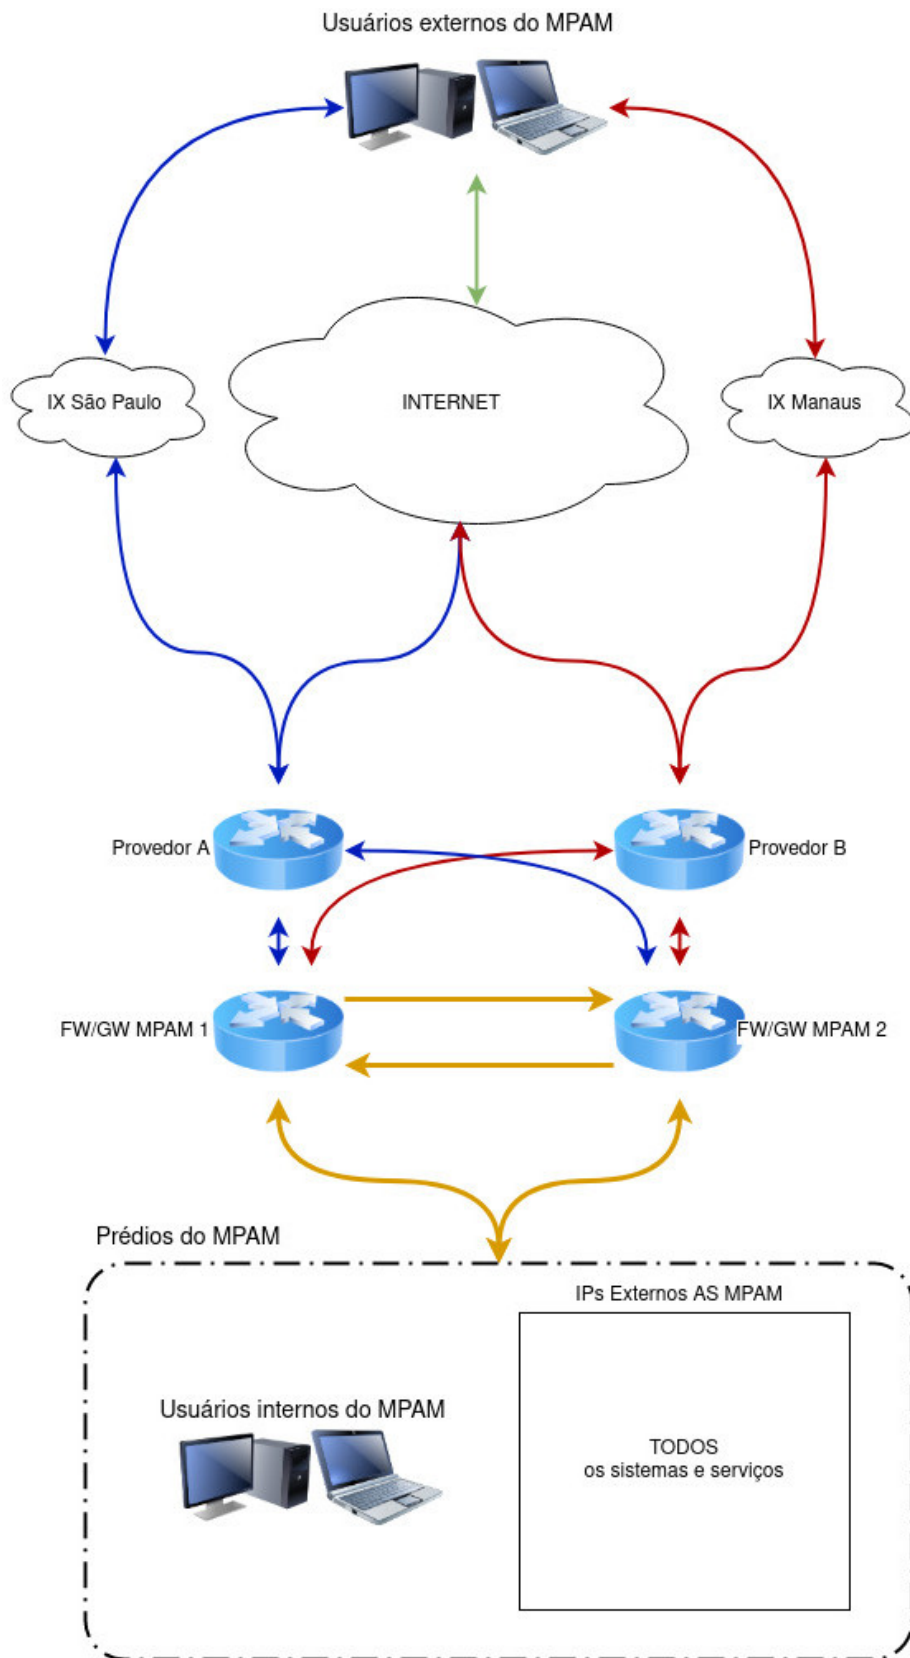 Usuários externos do MPAM
IX São Paulo
INTERNET
IX Manaus
Provedor A
Provedor B
FW/GW MPAM 1
FW/GW MPAM 2
Prédios do MPAM
IPs Externos AS MPAM
Usuários internos do MPAM
TODOS
os sistemas e serviços